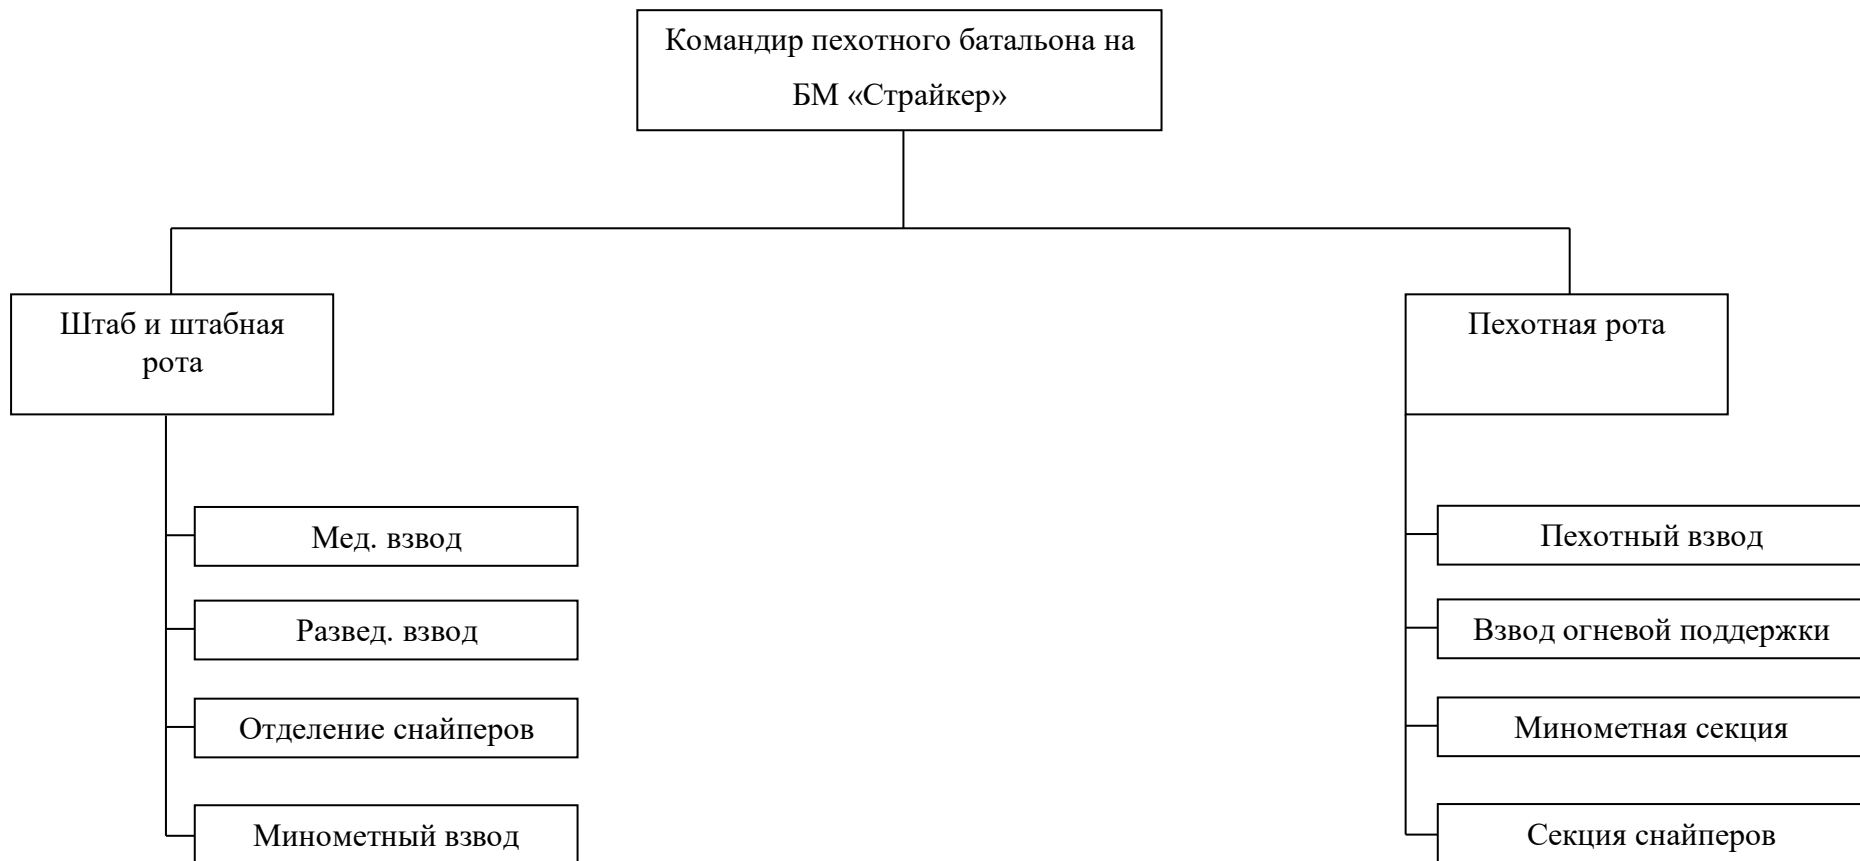 Командир пехотного батальона на
БМ «Страйкер»
Штаб и штабная
рота
Пехотная рота
Мед. взвод
Развед. взвод
Отделение снайперов
Минометный взвод
Пехотный взвод
Взвод огневой поддержки
Минометная секция
Секция снайперов